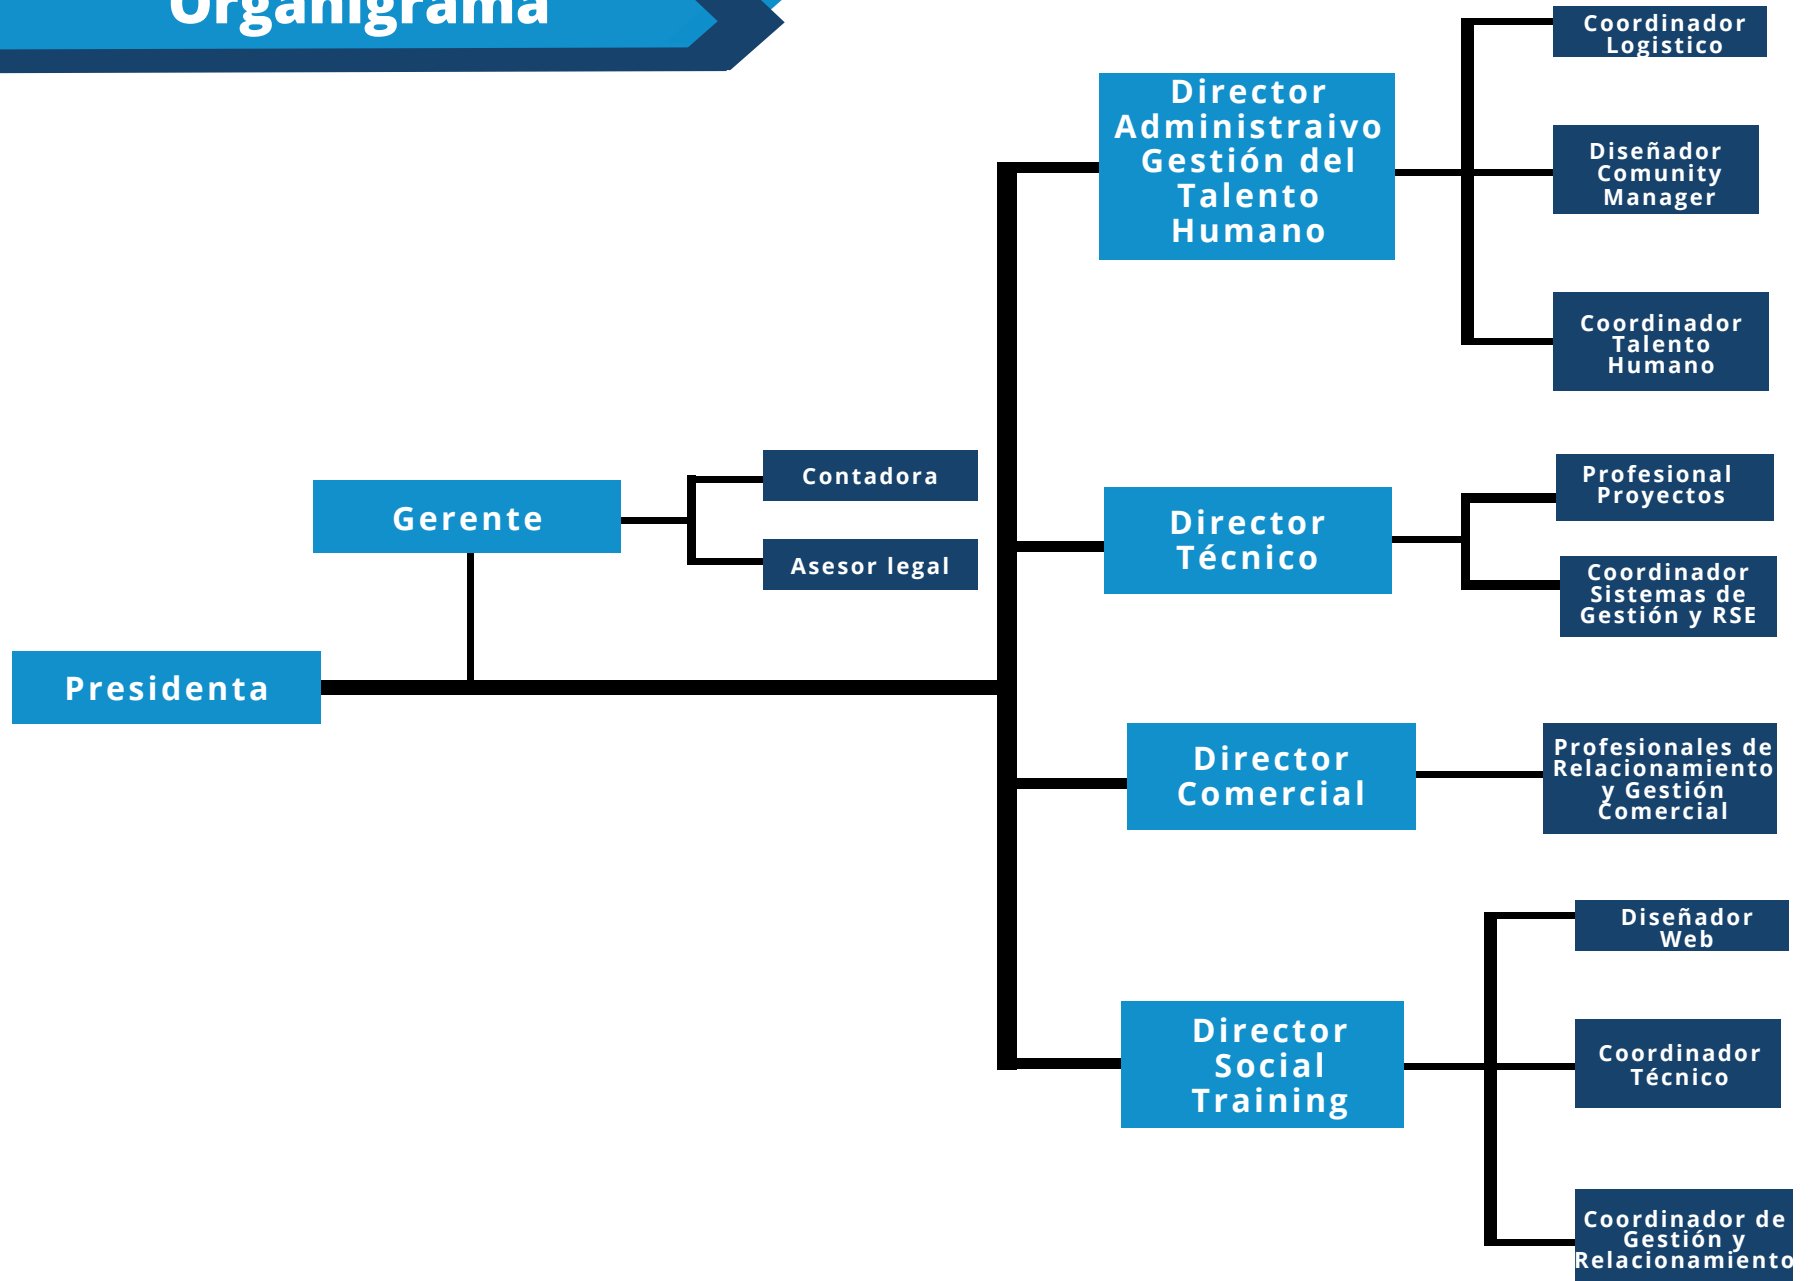 Organigrama
Coordinador
Logistico
Director
Administraivo
Gestión del
Talento
Humano
Diseñador
Comunity
Manager
Coordinador
Talento
Humano
Gerente
Contadora
Asesor legal
Presidenta
Director
Técnico
Profesional
Proyectos
Coordinador
Sistemas de
Gestión y RSE
Director
Comercial
Profesionales de
Relacionamiento
y Gestión
Comercial
Director
Social
Training
Diseñador
Web
Coordinador
Técnico
Coordinador de
Gestión y
Relacionamiento